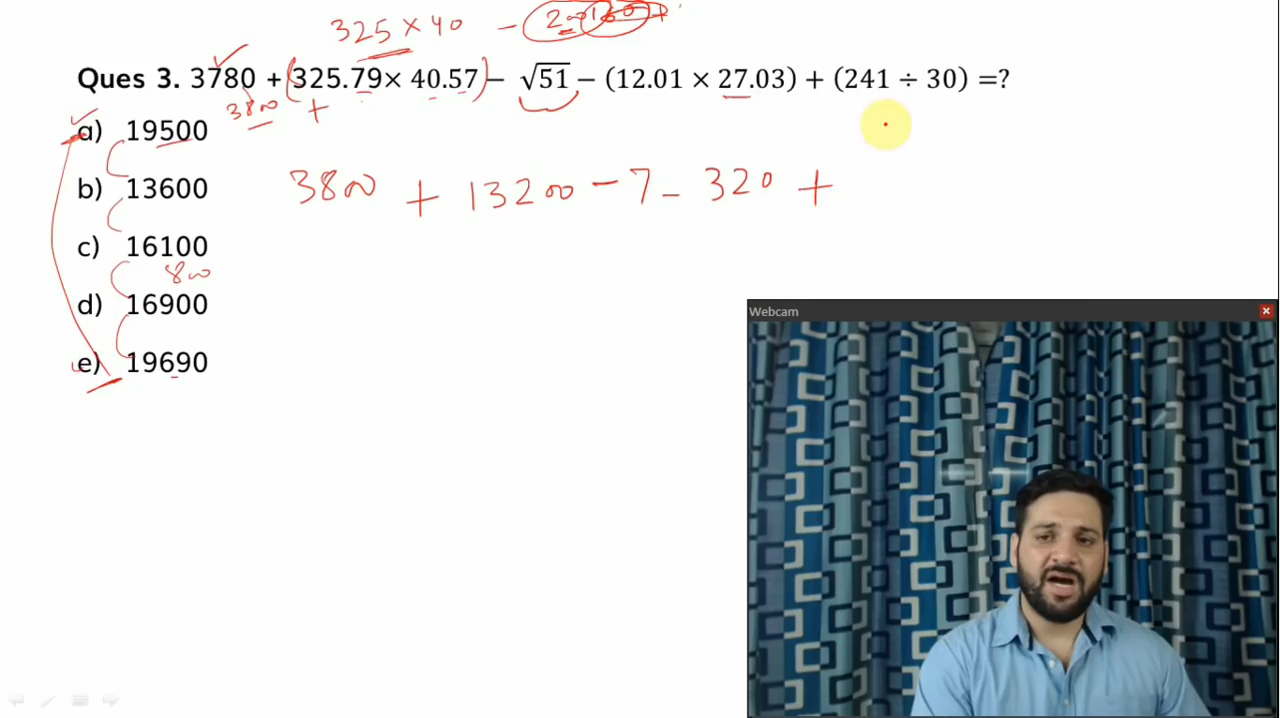 325 × 40 -
Ques 3. 3780 + (325.79× 40.57) − √51 − (12.01 × 27.03) + (241 ÷ 30) =?
3800 +
a) 19500
3800 + 13200 - 7 - 320 +
b) 13600
c) 16100
800
d) 16900
e) 19690
Webcam